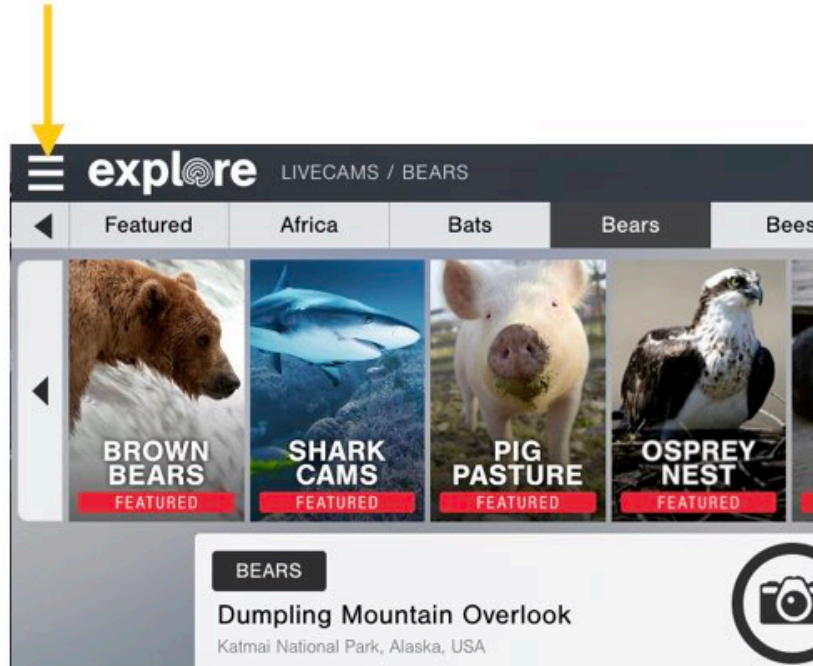 explore LIVECAMS / BEARS
Featured Africa Bats Bears Bees
BROWN
BEARS
FEATURED
SHARK
CAMS
FEATURED
PIG
PASTURE
FEATURED
OSPREY
NEST
FEATURED
BEARS
Dumpling Mountain Overlook
Katmai National Park, Alaska, USA